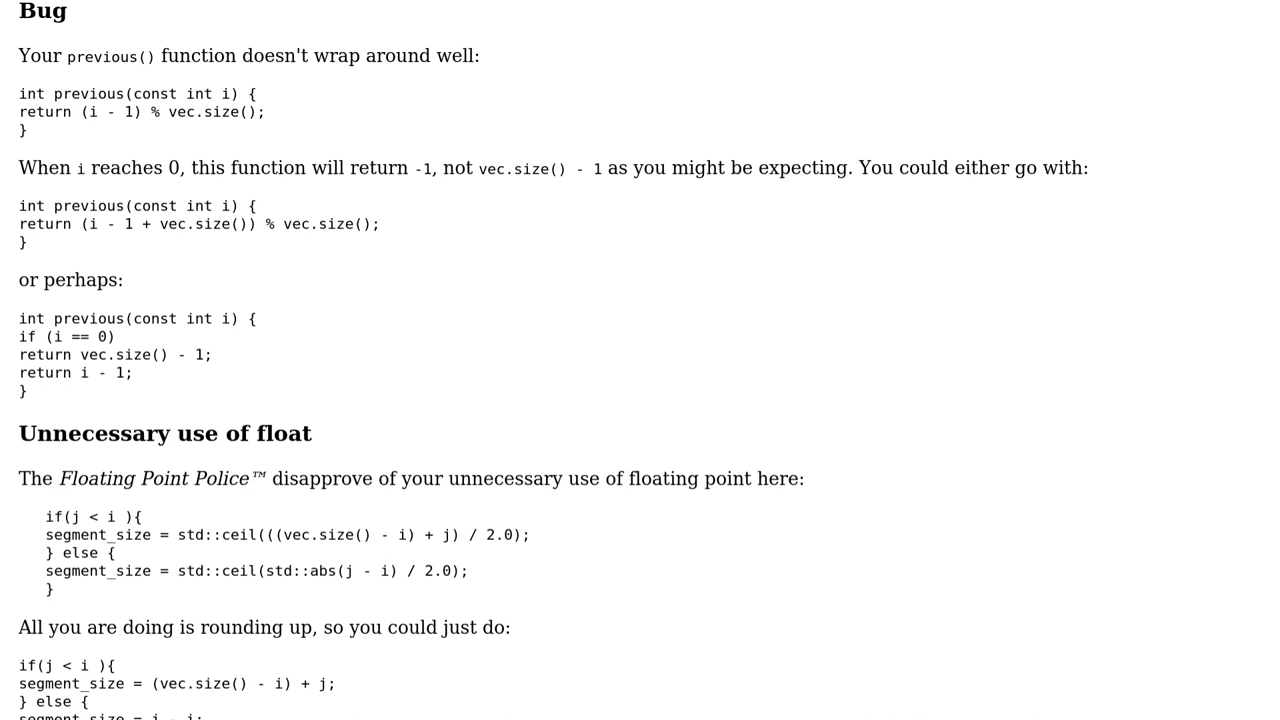 Bug
Your previous() function doesn't wrap around well:
int previous(const int i) {
return (i - 1) % vec.size();
}
When i reaches 0, this function will return -1, not vec.size() - 1 as you might be expecting. You could either go with:
int previous(const int i) {
return (i - 1 + vec.size()) % vec.size();
}
or perhaps:
int previous(const int i) {
if (i == 0)
return vec.size() - 1;
return i - 1;
}
Unnecessary use of float
The Floating Point Police™ disapprove of your unnecessary use of floating point here:
if(j < i ){
segment_size = std::ceil(((vec.size() - i) + j) / 2.0);
} else {
segment_size = std::ceil(std::abs(j - i) / 2.0);
}
All you are doing is rounding up, so you could just do:
if(j < i ){
segment_size = (vec.size() - i) + j;
} else {
segment_size = j - i;